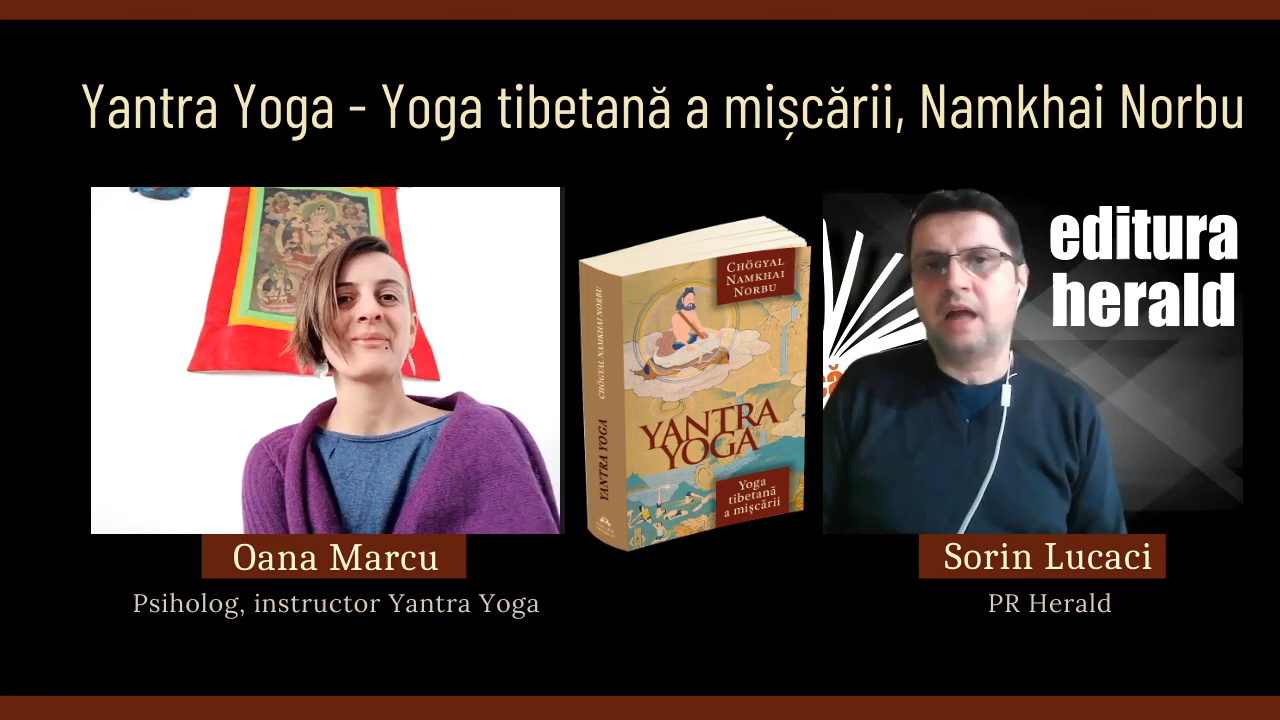 Yantra Yoga - Yoga tibetană a mișcării, Namkhai Norbu
CHÖGYAL
NAMKHAI
NORBU
YANTRA
YOGA
Yoga
tibetană
a mișcării
YANTRA YOGA
CHÖGYAL NAMKHAI NORBU
editura
herald
Oana Marcu
Psiholog, instructor Yantra Yoga
Sorin Lucaci
PR Herald